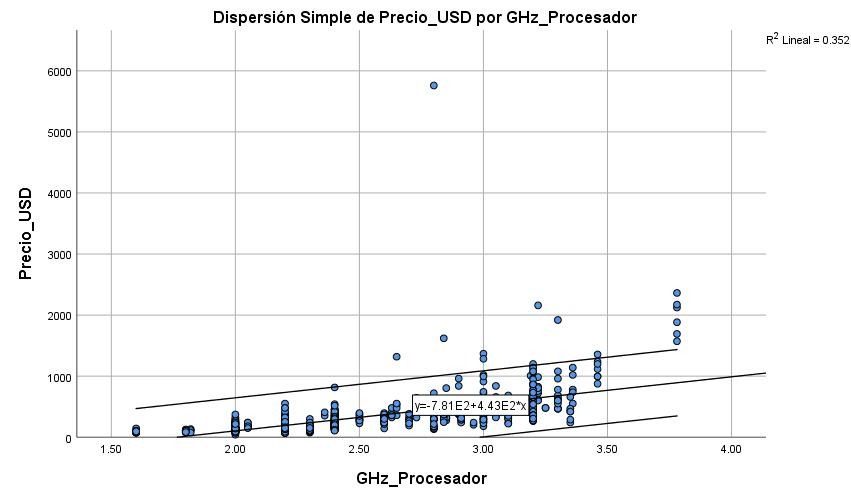 Dispersión Simple de Precio_USD por GHz_Procesador
R2 Lineal = 0.352
6000
5000
4000
3000
2000
1000
0
Precio_USD
y=-7.81E2+4.43E2*x
1.50
2.00
2.50
3.00
3.50
4.00
GHz_Procesador